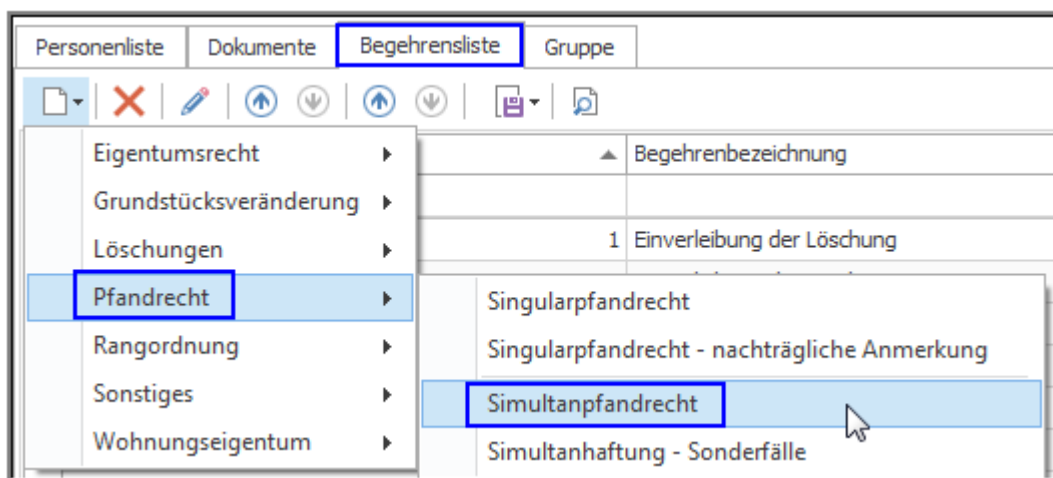 Personenliste Dokumente Begehrensliste Gruppe
Eigentumsrecht Begehrenbezeichnung
Grundstücksveränderung
Löschungen 1 Einverleibung der Löschung
Pfandrecht Singularpfandrecht
Rangordnung Singularpfandrecht - nachträgliche Anmerkung
Sonstiges Simultanpfandrecht
Wohnungseigentum Simultanhaftung - Sonderfälle